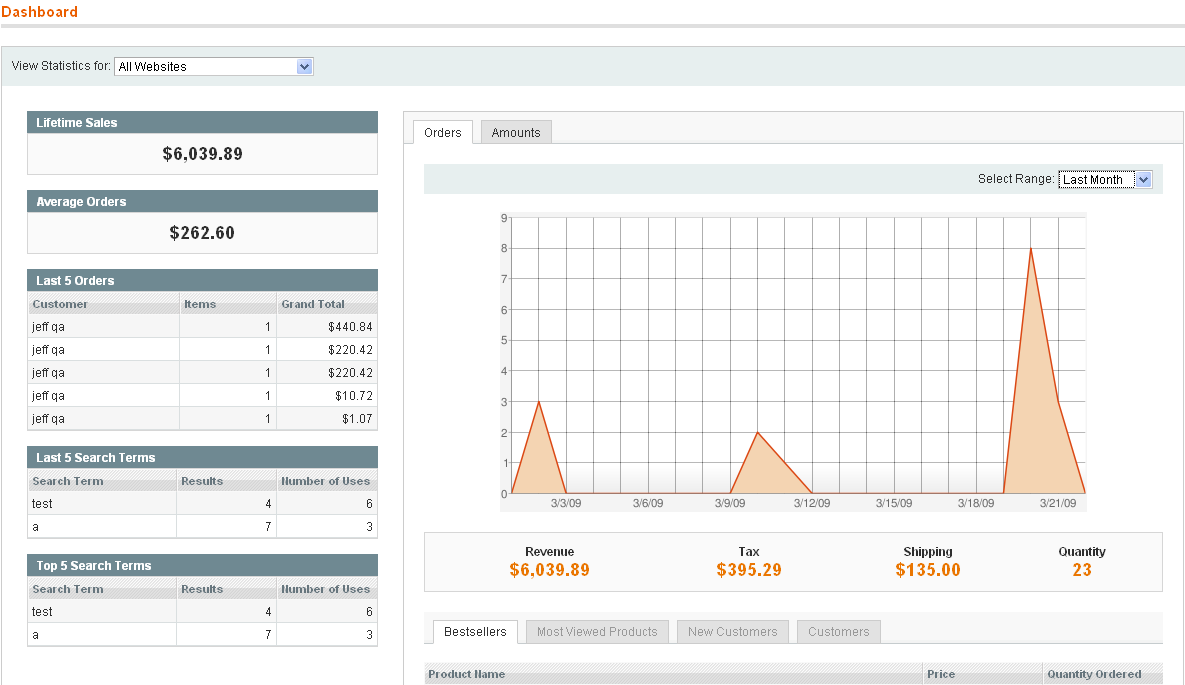 Dashboard
View Statistics for: All Websites
Lifetime Sales
$6,039.89
Average Orders
$262.60
Last 5 Orders
Customer Items Grand Total
jeff qa 1 $440.84
jeff qa 1 $220.42
jeff qa 1 $220.42
jeff qa 1 $10.72
jeff qa 1 $1.07
Last 5 Search Terms
Search Term Results Number of Uses
test 4 6
a 7 3
Top 5 Search Terms
Search Term Results Number of Uses
test 4 6
a 7 3
Orders Amounts
Select Range: Last Month
9
8
7
6
5
4
3
2
1
0
3/3/09 3/6/09 3/9/09 3/12/09 3/15/09 3/18/09 3/21/09
Revenue Tax Shipping Quantity
$6,039.89 $395.29 $135.00 23
Bestsellers Most Viewed Products New Customers Customers
Product Name Price Quantity Ordered